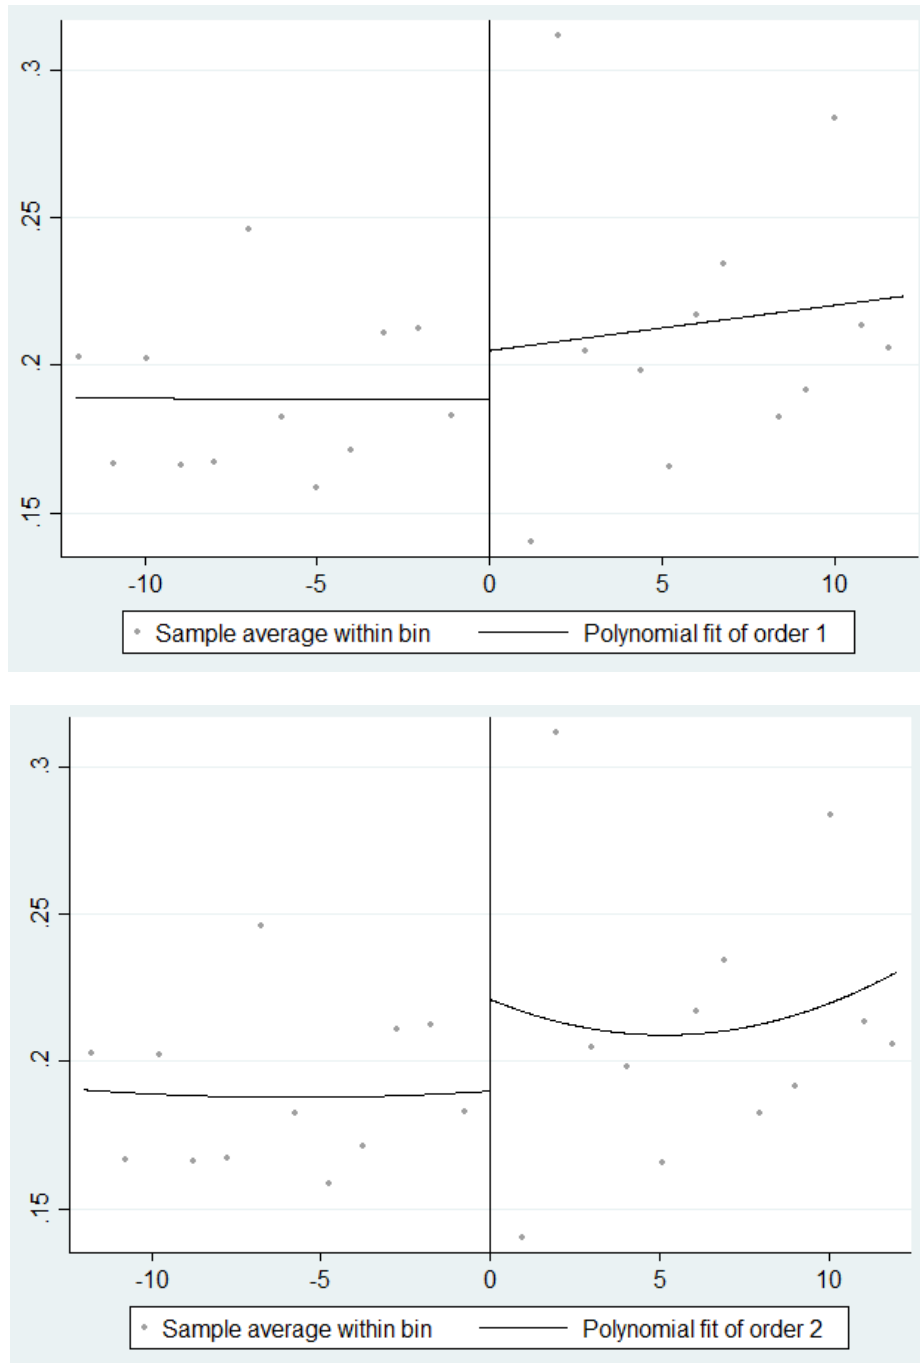 .3
.25
.2
.15
-10 -5 0 5 10
Sample average within bin Polynomial fit of order 1
.3
.25
.2
.15
-10 -5 0 5 10
Sample average within bin Polynomial fit of order 2